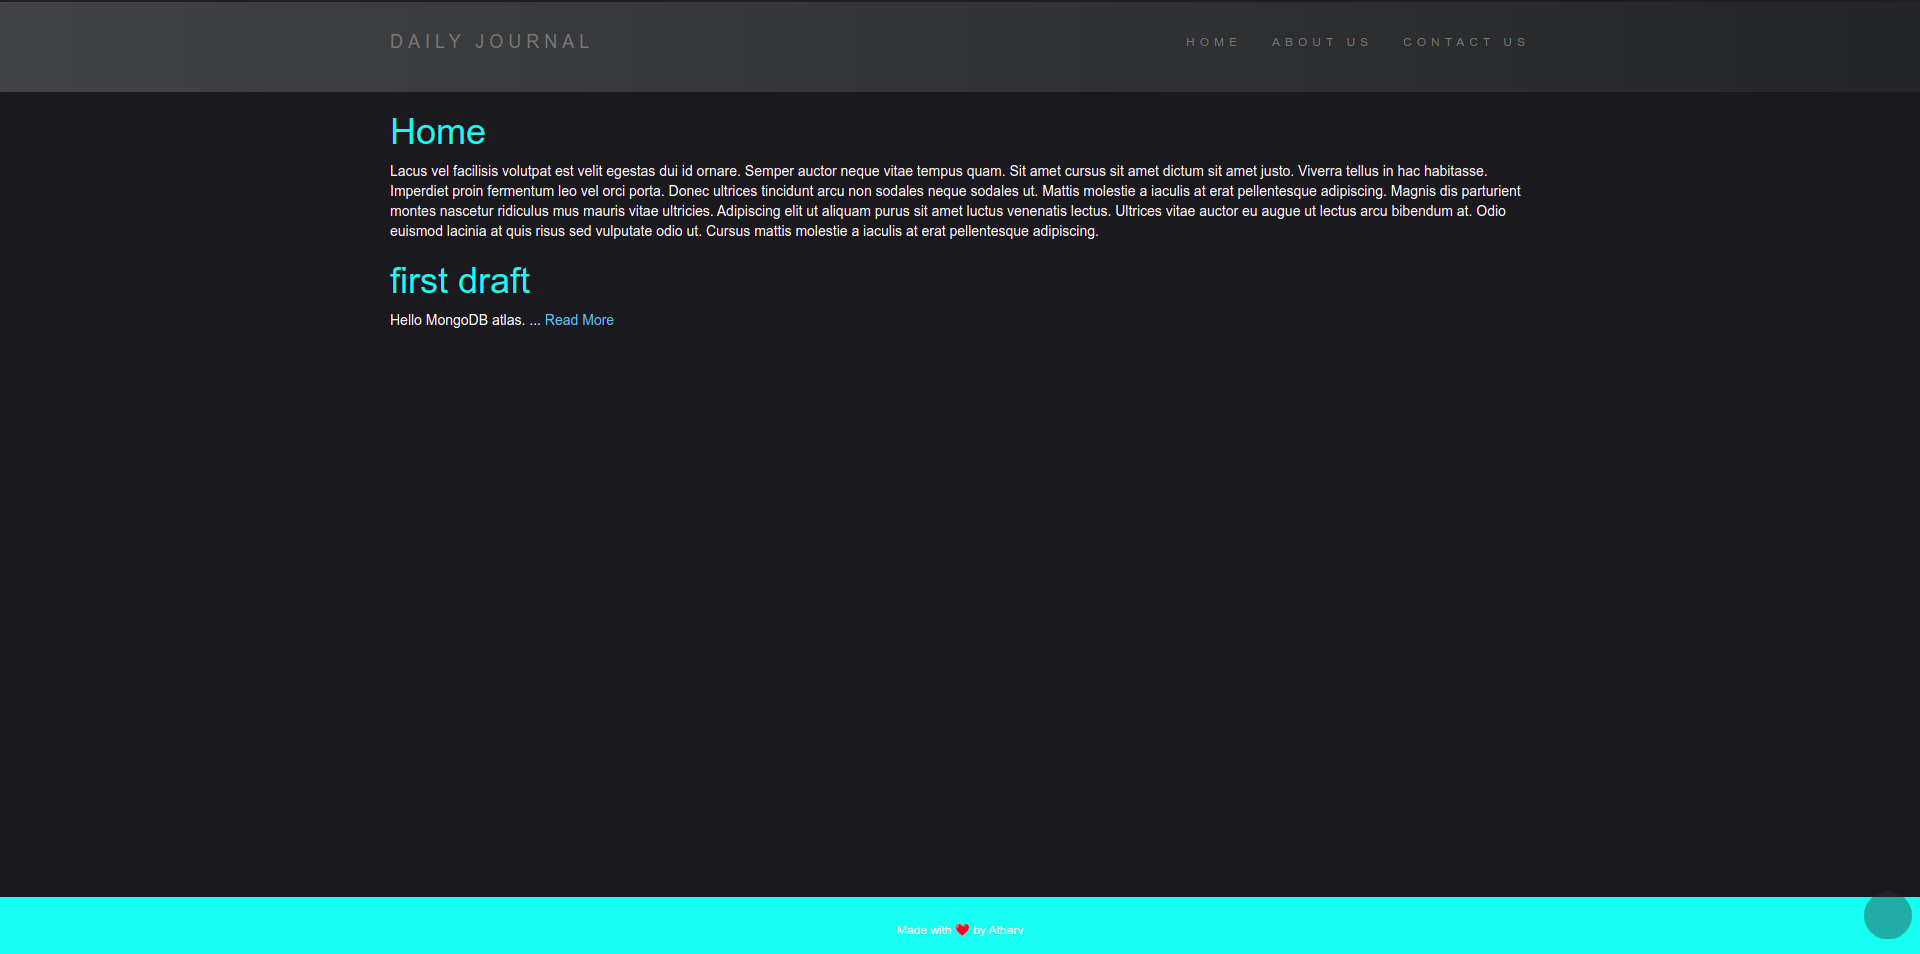 DAILY JOURNAL
HOME ABOUT US CONTACT US
Home
Lacus vel facilisis volutpat est velit egestas dui id ornare. Semper auctor neque vitae tempus quam. Sit amet cursus sit amet dictum sit amet justo. Viverra tellus in hac habitasse.
Imperdiet proin fermentum leo vel orci porta. Donec ultrices tincidunt arcu non sodales neque sodales ut. Mattis molestie a iaculis at erat pellentesque adipiscing. Magnis dis parturient
montes nascetur ridiculus mus mauris vitae ultricies. Adipiscing elit ut aliquam purus sit amet luctus venenatis lectus. Ultrices vitae auctor eu augue ut lectus arcu bibendum at. Odio
euismod lacinia at quis risus sed vulputate odio ut. Cursus mattis molestie a iaculis at erat pellentesque adipiscing.
first draft
Hello MongoDB atlas. ... Read More
Made with ❤️ by Atharv